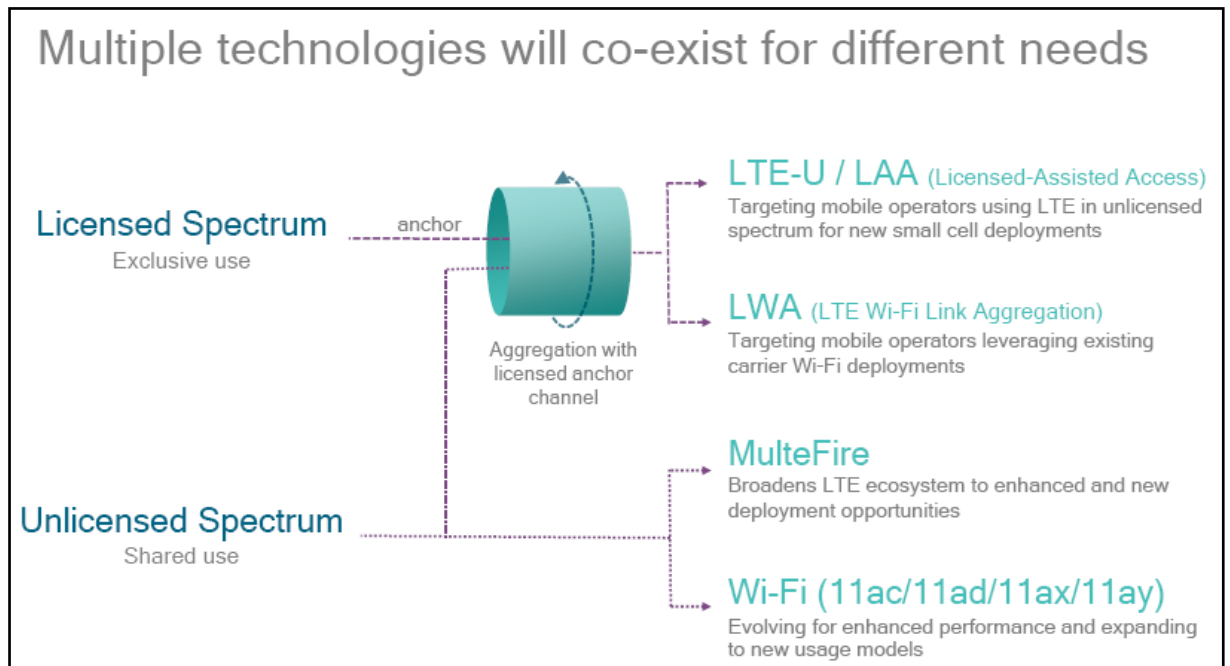 Multiple technologies will co-exist for different needs
Licensed Spectrum
Exclusive use
anchor
Aggregation with
licensed anchor
channel
LTE-U / LAA (Licensed-Assisted Access)
Targeting mobile operators using LTE in unlicensed
spectrum for new small cell deployments
LWA (LTE Wi-Fi Link Aggregation)
Targeting mobile operators leveraging existing
carrier Wi-Fi deployments
Unlicensed Spectrum
Shared use
MulteFire
Broadens LTE ecosystem to enhanced and new
deployment opportunities
Wi-Fi (11ac/11ad/11ax/11ay)
Evolving for enhanced performance and expanding
to new usage models